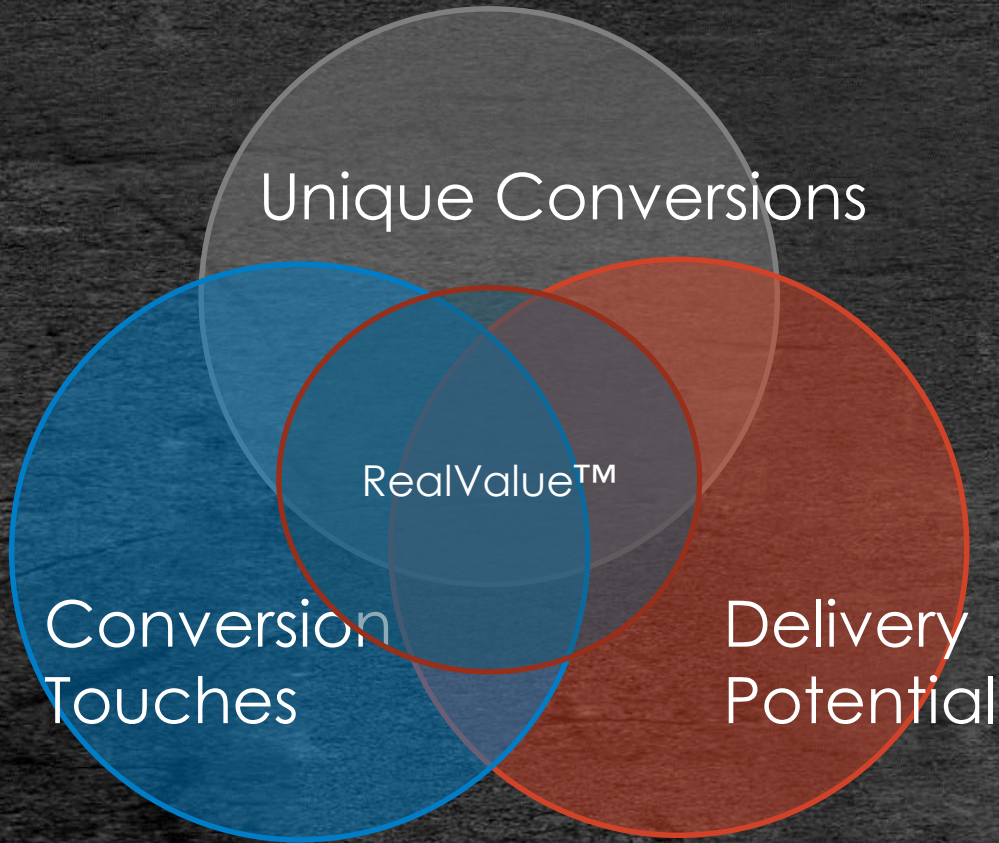 Unique Conversions
RealValue™
Conversion
Touches
Delivery
Potential